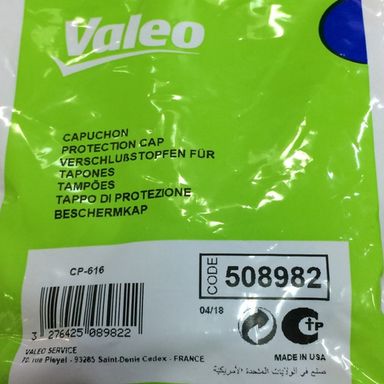 Valeo
CAPUCHON
PROTECTION CAP
VERSCHLUßSTOPFEN FÜR
TAPONES
TAMPÕES
TAPPO DI PROTEZIONE
BESCHERMKAP
CP-616
CODE 508982
04/18
3 276425 089822
MADE IN USA
VALEO SERVICE
70, rue Pleyel - 93285 Saint-Denis Cedex - FRANCE
صنع في الولايات المتحدة الأمريكية